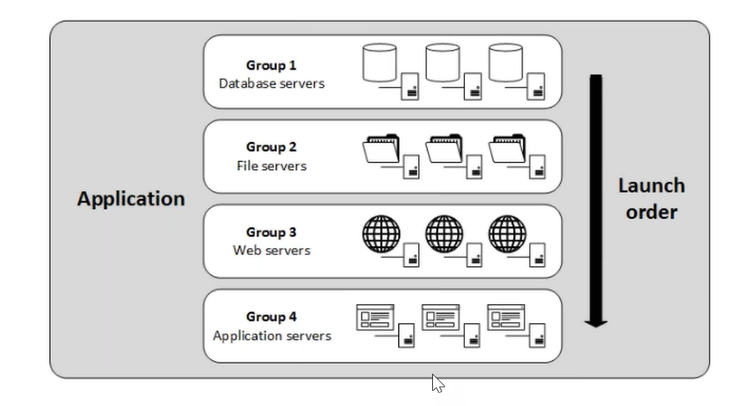 Application
Group 1
Database servers
Group 2
File servers
Group 3
Web servers
Group 4
Application servers
Launch
order